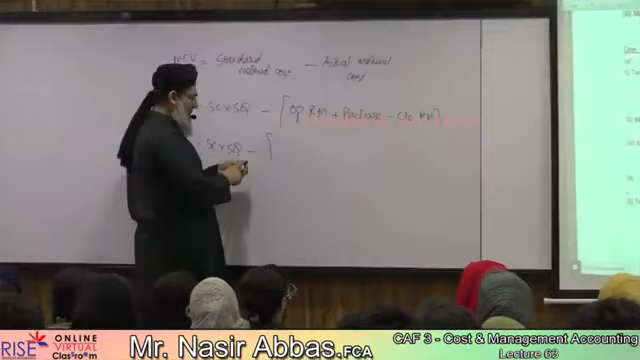 MCV = Standard material cost — Actual material cost
SC x SQ — [Op RM + Purchase — Clo RM]
SC x SQ — [
RISE
ONLINE
VIRTUAL
Classroom
Mr. Nasir Abbas.FCA
CAF 3 - Cost & Management Accounting
Lecture 63